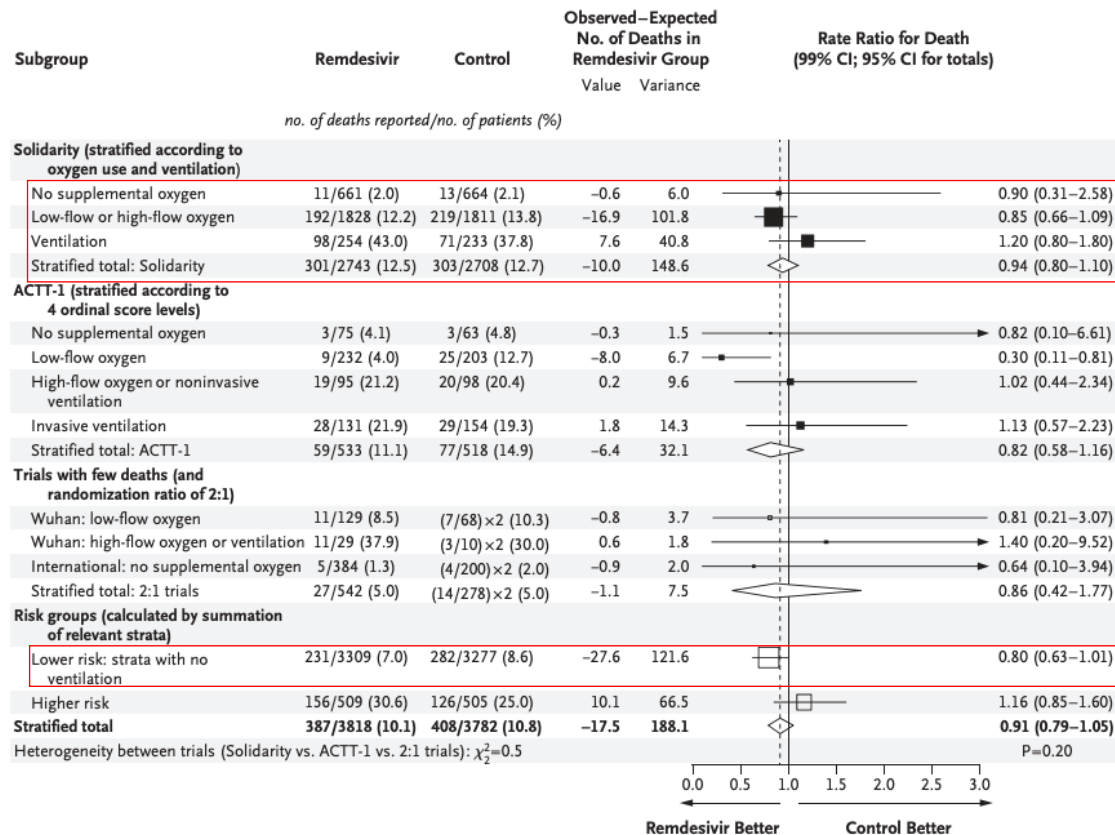 Observed–Expected
No. of Deaths in
Remdesivir Group
Rate Ratio for Death
(99% CI; 95% CI for totals)
Subgroup Remdesivir Control
Value Variance
no. of deaths reported/no. of patients (%)
Solidarity (stratified according to
oxygen use and ventilation)
No supplemental oxygen 11/661 (2.0) 13/664 (2.1) −0.6 6.0 0.90 (0.31–2.58)
Low-flow or high-flow oxygen 192/1828 (12.2) 219/1811 (13.8) −16.9 101.8 0.85 (0.66–1.09)
Ventilation 98/254 (43.0) 71/233 (37.8) 7.6 40.8 1.20 (0.80–1.80)
Stratified total: Solidarity 301/2743 (12.5) 303/2708 (12.7) −10.0 148.6 0.94 (0.80–1.10)
ACTT-1 (stratified according to
4 ordinal score levels)
No supplemental oxygen 3/75 (4.1) 3/63 (4.8) −0.3 1.5 0.82 (0.10–6.61)
Low-flow oxygen 9/232 (4.0) 25/203 (12.7) −8.0 6.7 0.30 (0.11–0.81)
High-flow oxygen or noninvasive 19/95 (21.2) 20/98 (20.4) 0.2 9.6 1.02 (0.44–2.34)
ventilation
Invasive ventilation 28/131 (21.9) 29/154 (19.3) 1.8 14.3 1.13 (0.57–2.23)
Stratified total: ACTT-1 59/533 (11.1) 77/518 (14.9) −6.4 32.1 0.82 (0.58–1.16)
Trials with few deaths (and
randomization ratio of 2:1)
Wuhan: low-flow oxygen 11/129 (8.5) (7/68)×2 (10.3) −0.8 3.7 0.81 (0.21–3.07)
Wuhan: high-flow oxygen or ventilation 11/29 (37.9) (3/10)×2 (30.0) 0.6 1.8 1.40 (0.20–9.52)
International: no supplemental oxygen 5/384 (1.3) (4/200)×2 (2.0) −0.9 2.0 0.64 (0.10–3.94)
Stratified total: 2:1 trials 27/542 (5.0) (14/278)×2 (5.0) −1.1 7.5 0.86 (0.42–1.77)
Risk groups (calculated by summation
of relevant strata)
Lower risk: strata with no 231/3309 (7.0) 282/3277 (8.6) −27.6 121.6 0.80 (0.63–1.01)
ventilation
Higher risk 156/509 (30.6) 126/505 (25.0) 10.1 66.5 1.16 (0.85–1.60)
Stratified total 387/3818 (10.1) 408/3782 (10.8) −17.5 188.1 0.91 (0.79–1.05)
Heterogeneity between trials (Solidarity vs. ACTT-1 vs. 2:1 trials): χ²₂=0.5 P=0.20
0.0 0.5 1.0 1.5 2.0 2.5 3.0
Remdesivir Better Control Better